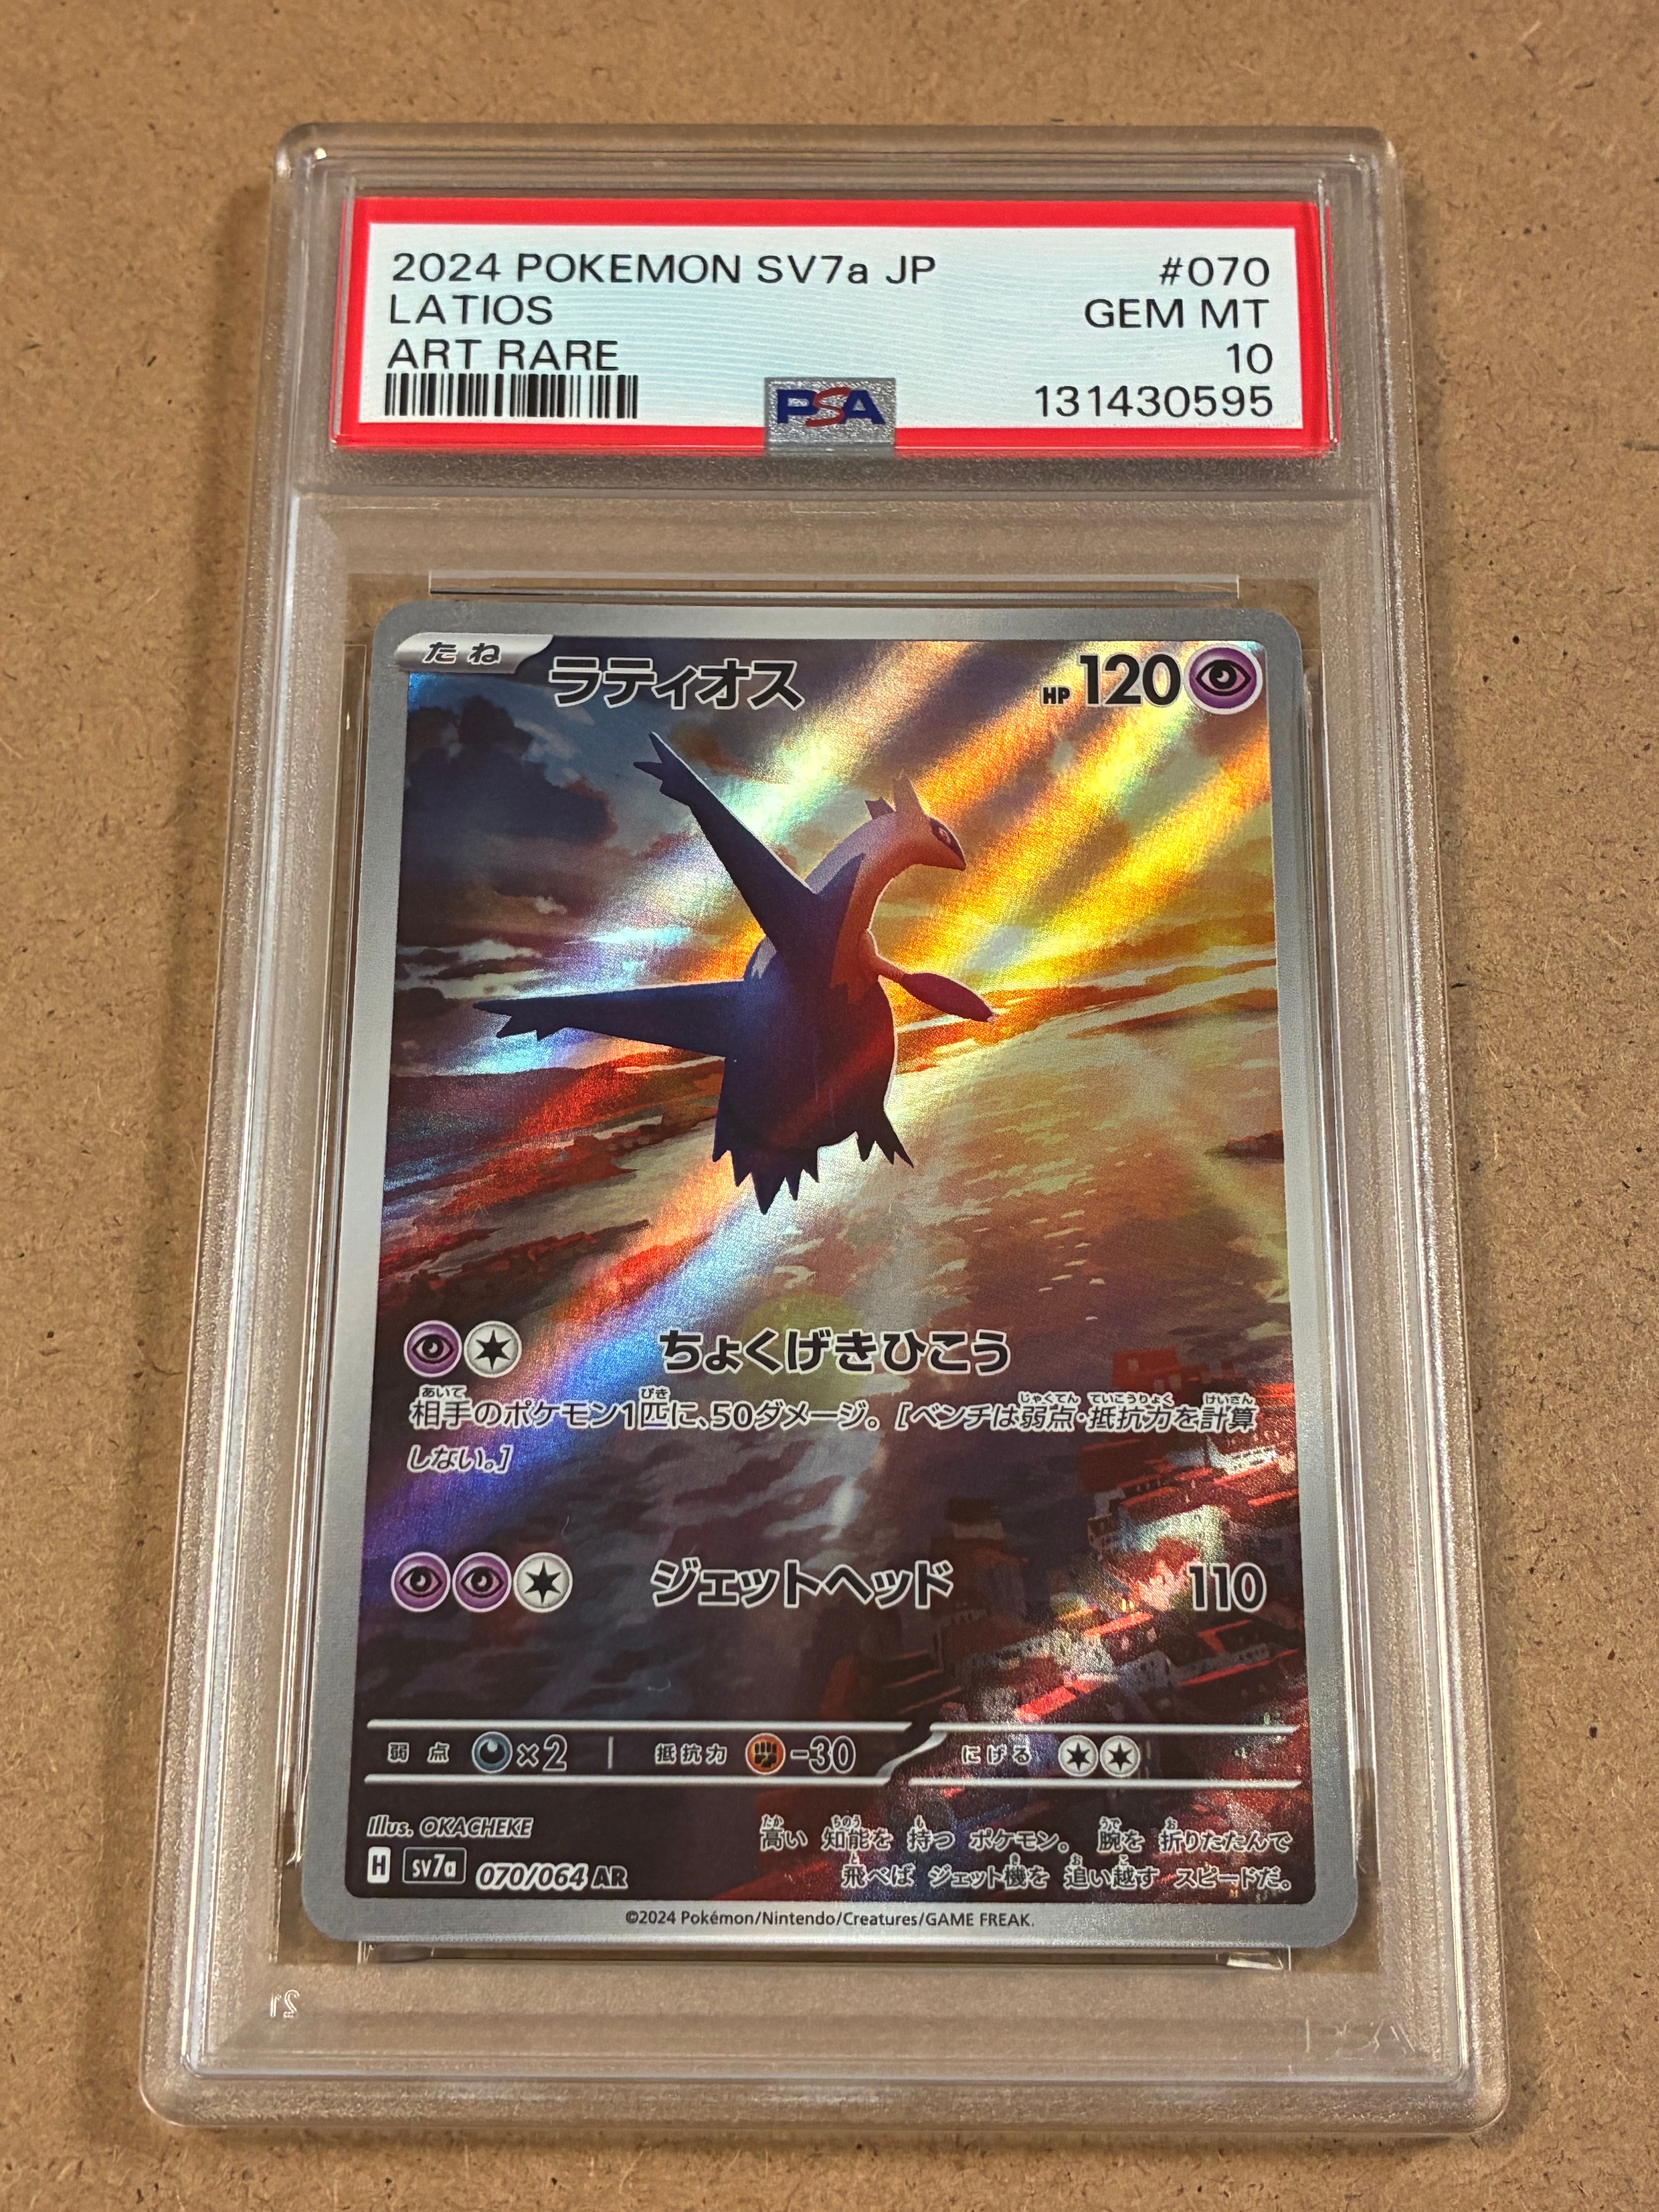 2024 POKEMON SV7a JP #070
LATIOS GEM MT
ART RARE 10
PSA 131430595
たね ラティオス HP 120
ちょくげきひこう
相手のポケモン1匹に、50ダメージ。[ベンチは弱点・抵抗力を計算
しない。]
ジェットヘッド 110
弱点 ×2 抵抗力 -30 にげる
Illus. OKACHEKE
高い 知能を 持つ ポケモン。 腕を 折りたたんで
飛べば ジェット機を 追い越す スピードだ。
H sv7a 070/064 AR
©2024 Pokémon/Nintendo/Creatures/GAME FREAK.